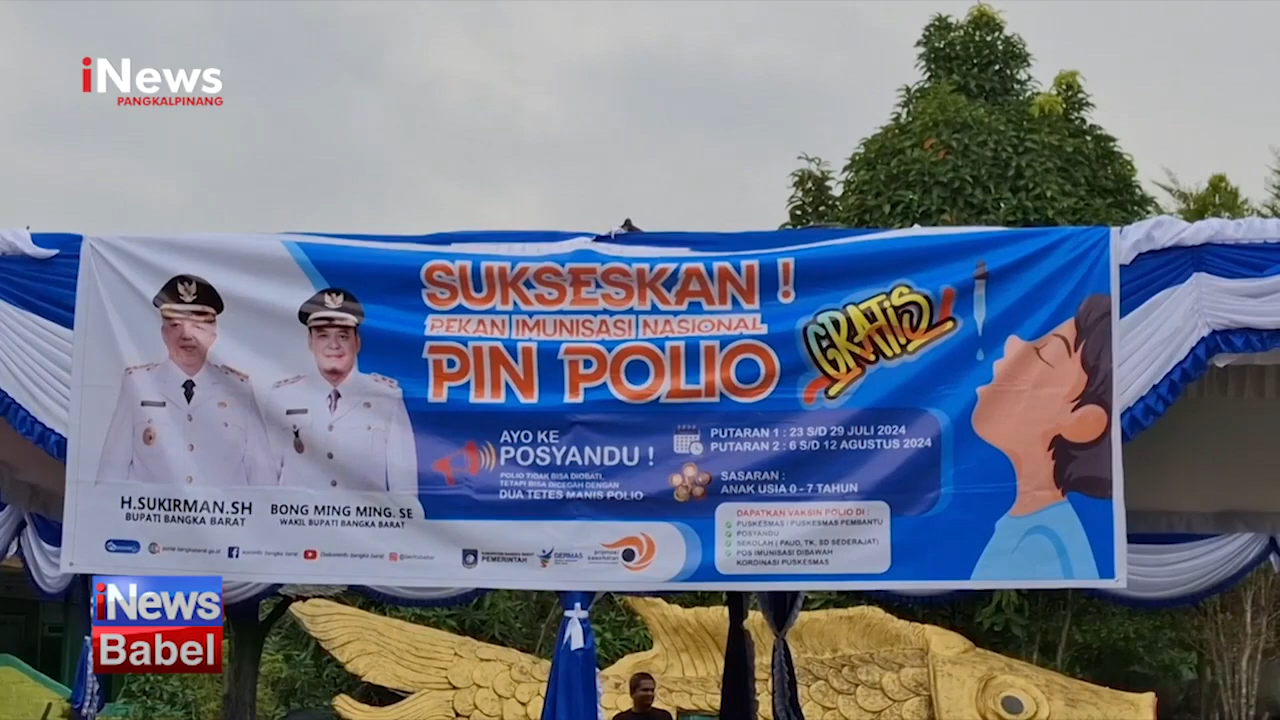 iNews
PANGKALPINANG
SUKSESKAN !
PEKAN IMUNISASI NASIONAL
PIN POLIO
GRATIS
AYO KE
POSYANDU !
POLIO TIDAK BISA DIOBATI,
TETAPI BISA DICEGAH DENGAN
DUA TETES MANIS POLIO
PUTARAN 1 : 23 S/D 29 JULI 2024
PUTARAN 2 : 6 S/D 12 AGUSTUS 2024
SASARAN :
ANAK USIA 0 - 7 TAHUN
DAPATKAN VAKSIN POLIO DI :
PUSKESMAS / PUSKESMAS PEMBANTU
POSYANDU
SEKOLAH ( PAUD, TK, SD SEDERAJAT)
POS IMUNISASI DIBAWAH
KORDINASI PUSKESMAS
H.SUKIRMAN.SH
BUPATI BANGKA BARAT
BONG MING MING. SE
WAKIL BUPATI BANGKA BARAT
PEMERINTAH
GERMAS
iNews
Babel